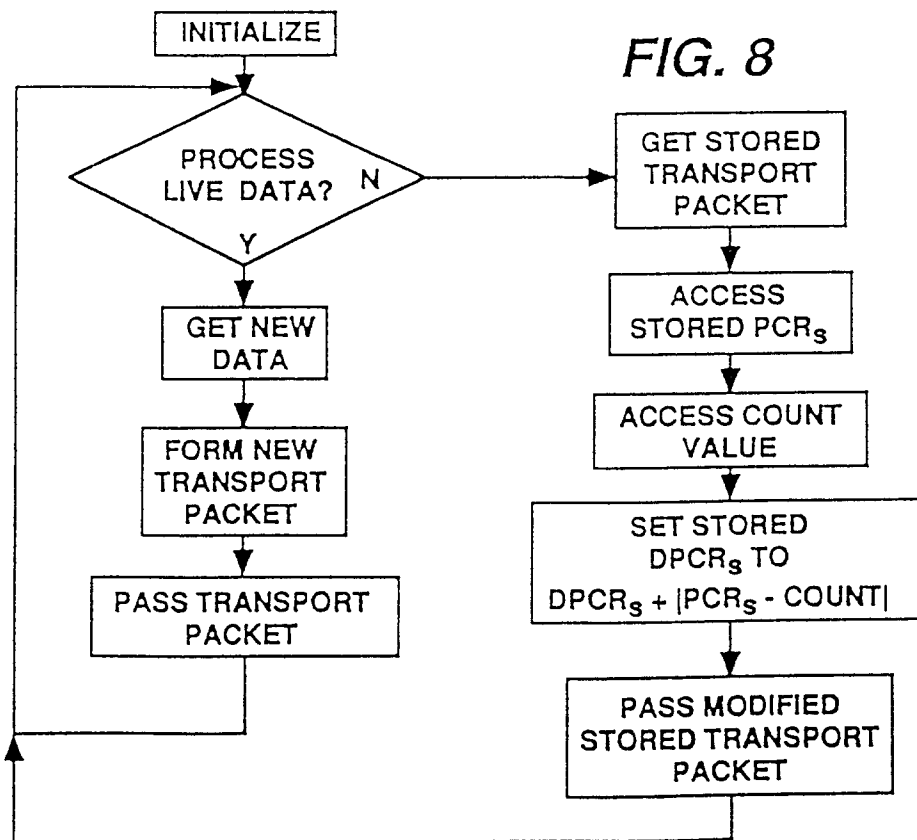 INITIALIZE
FIG. 8
PROCESS
LIVE DATA?
N
Y
GET NEW
DATA
FORM NEW
TRANSPORT
PACKET
PASS TRANSPORT
PACKET
GET STORED
TRANSPORT
PACKET
ACCESS
STORED PCRS
ACCESS COUNT
VALUE
SET STORED
DPCRS TO
DPCRS + |PCRS - COUNT|
PASS MODIFIED
STORED TRANSPORT
PACKET